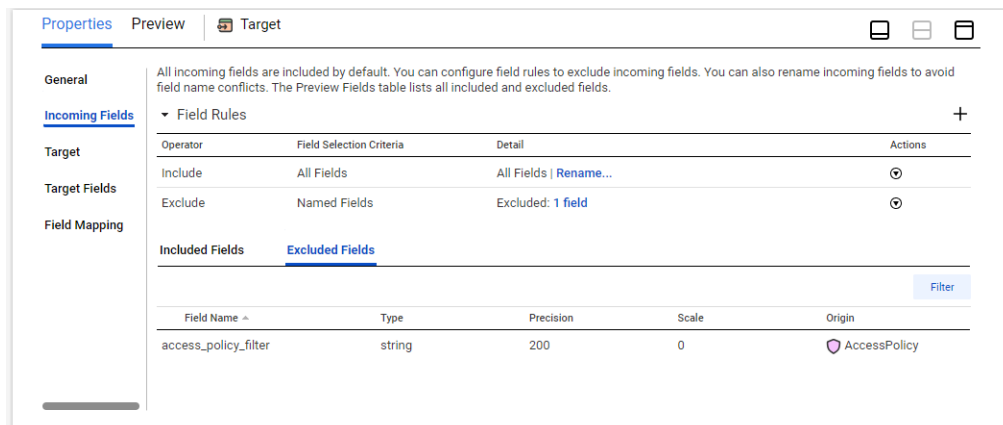 Properties Preview Target
General
Incoming Fields
Target
Target Fields
Field Mapping
All incoming fields are included by default. You can configure field rules to exclude incoming fields. You can also rename incoming fields to avoid
field name conflicts. The Preview Fields table lists all included and excluded fields.
Field Rules
Operator Field Selection Criteria Detail Actions
Include All Fields All Fields | Rename...
Exclude Named Fields Excluded: 1 field
Included Fields Excluded Fields
Filter
Field Name Type Precision Scale Origin
access_policy_filter string 200 0 AccessPolicy